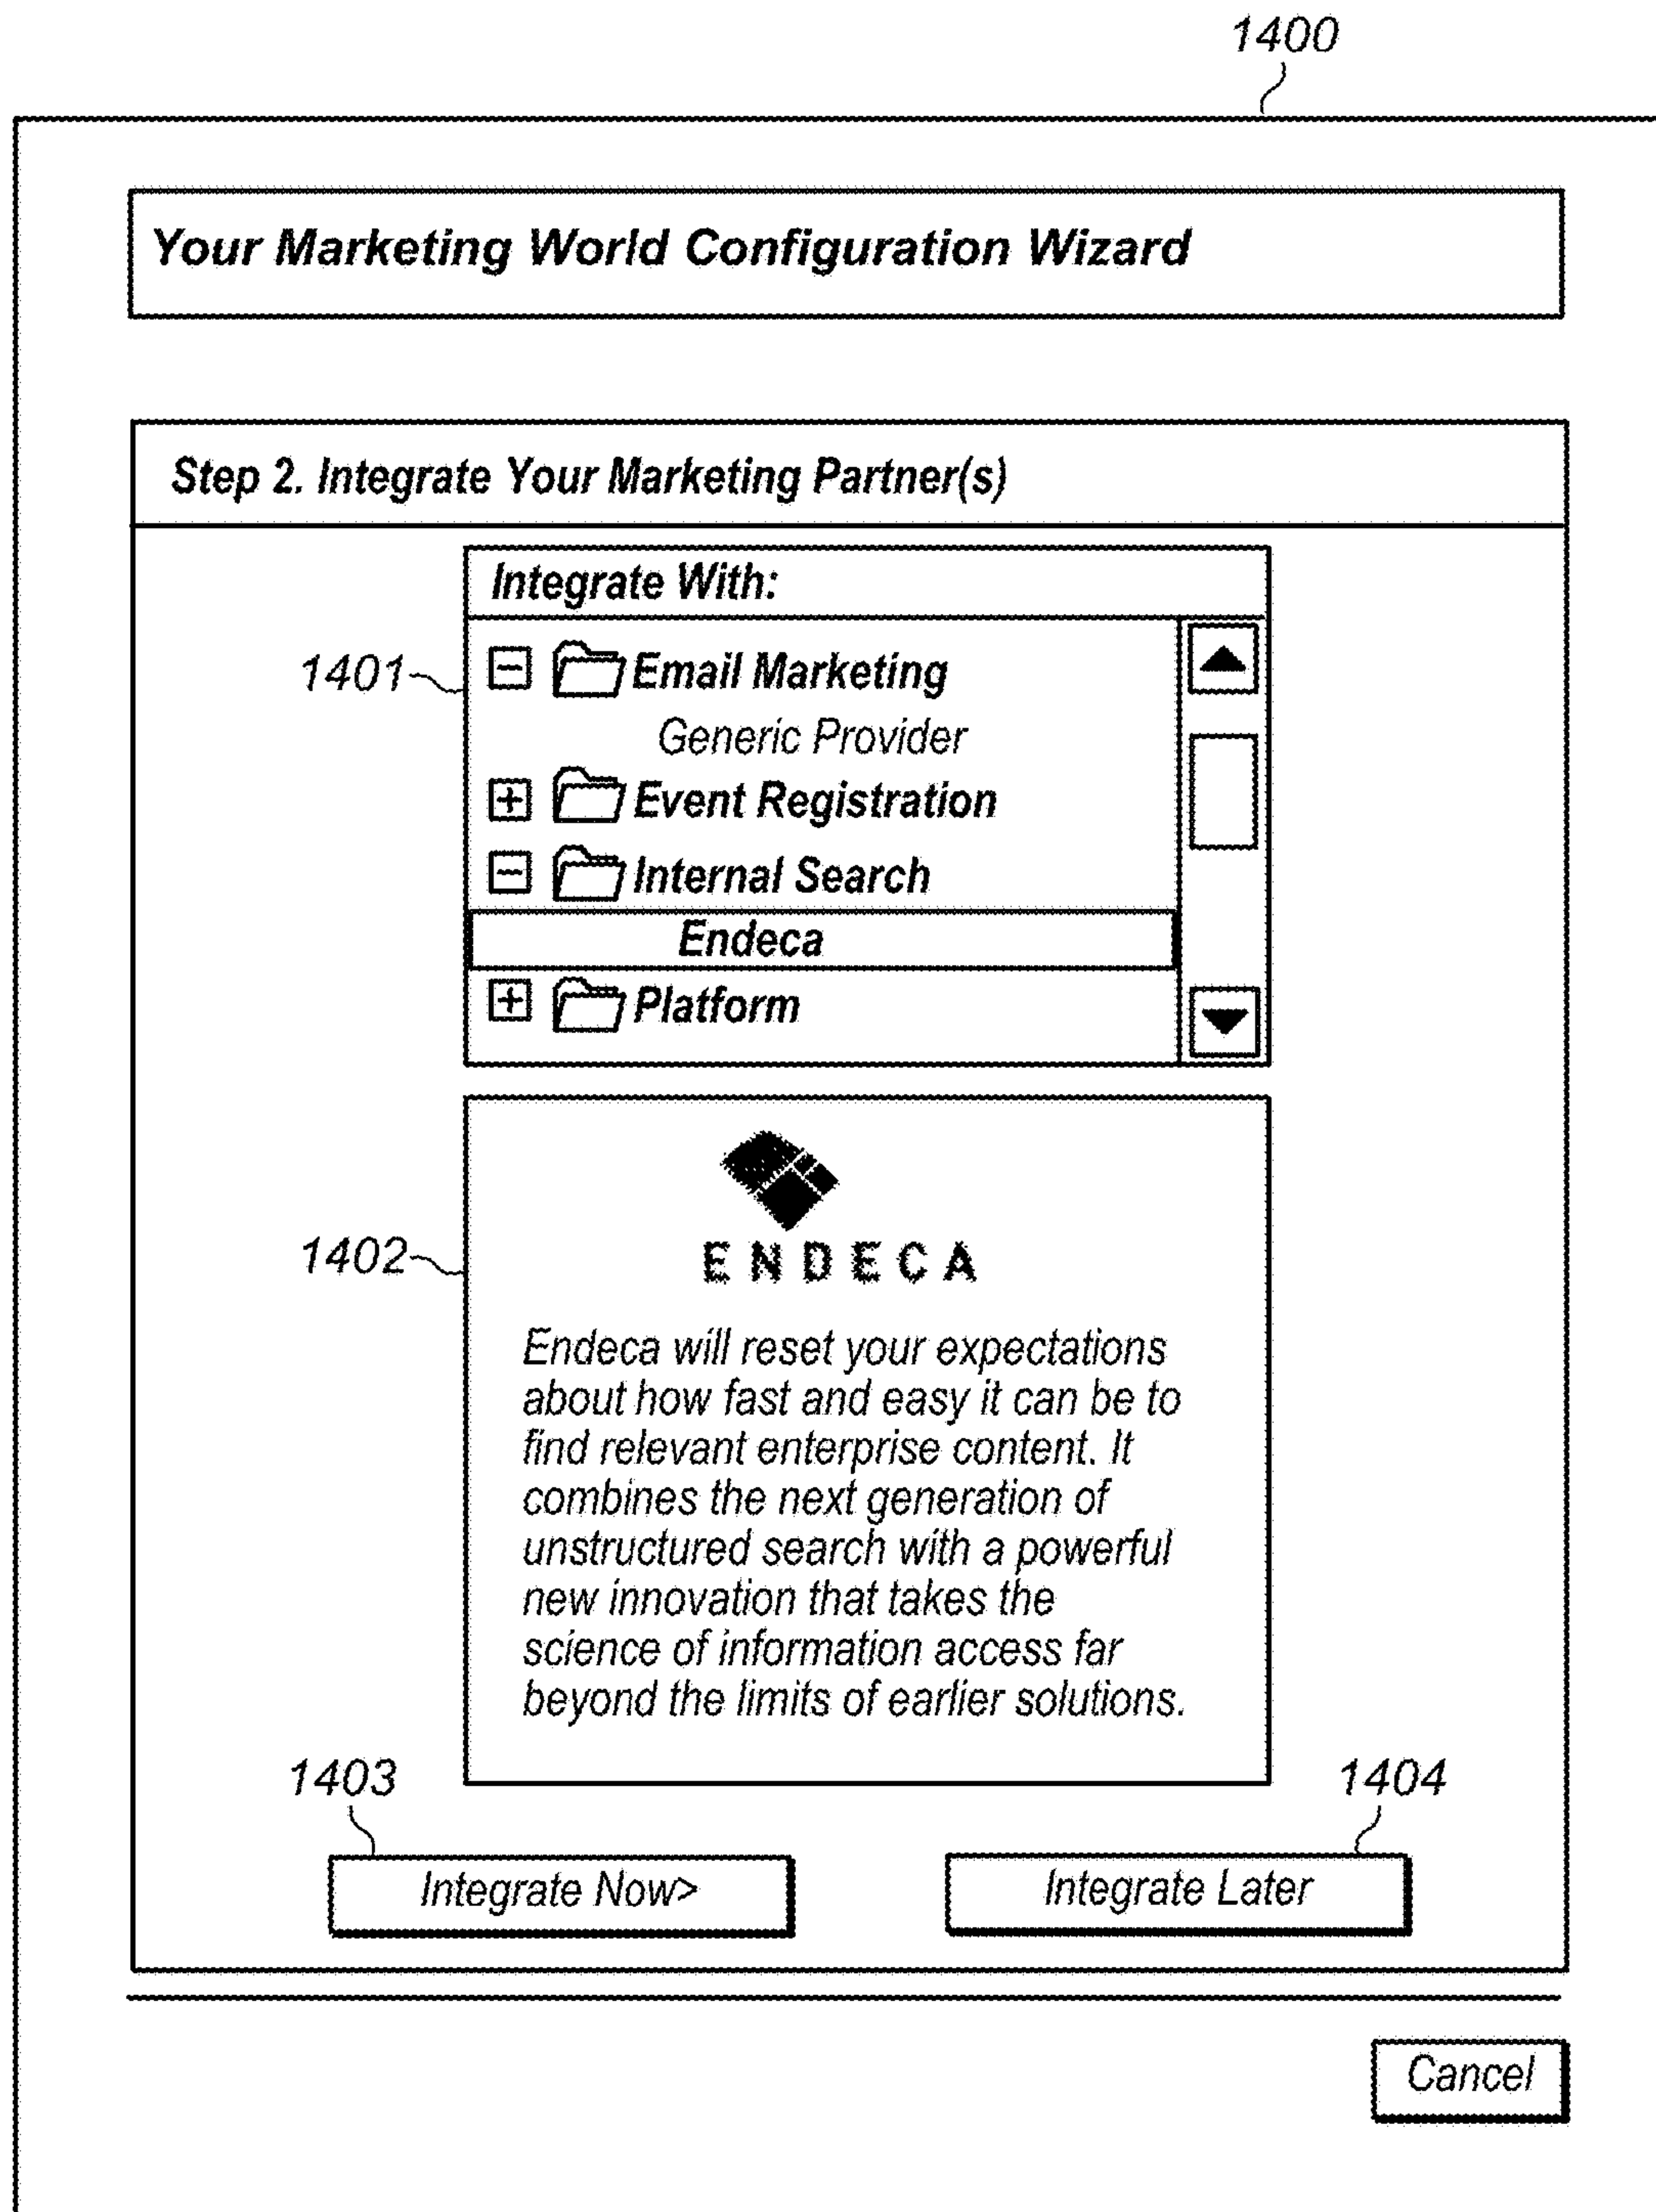 1400
Your Marketing World Configuration Wizard
Step 2. Integrate Your Marketing Partner(s)
Integrate With:
1401
Email Marketing
Generic Provider
Event Registration
Internal Search
Endeca
Platform
1402
ENDECA
Endeca will reset your expectations
about how fast and easy it can be to
find relevant enterprise content. It
combines the next generation of
unstructured search with a powerful
new innovation that takes the
science of information access far
beyond the limits of earlier solutions.
1403
1404
Integrate Now>
Integrate Later
Cancel